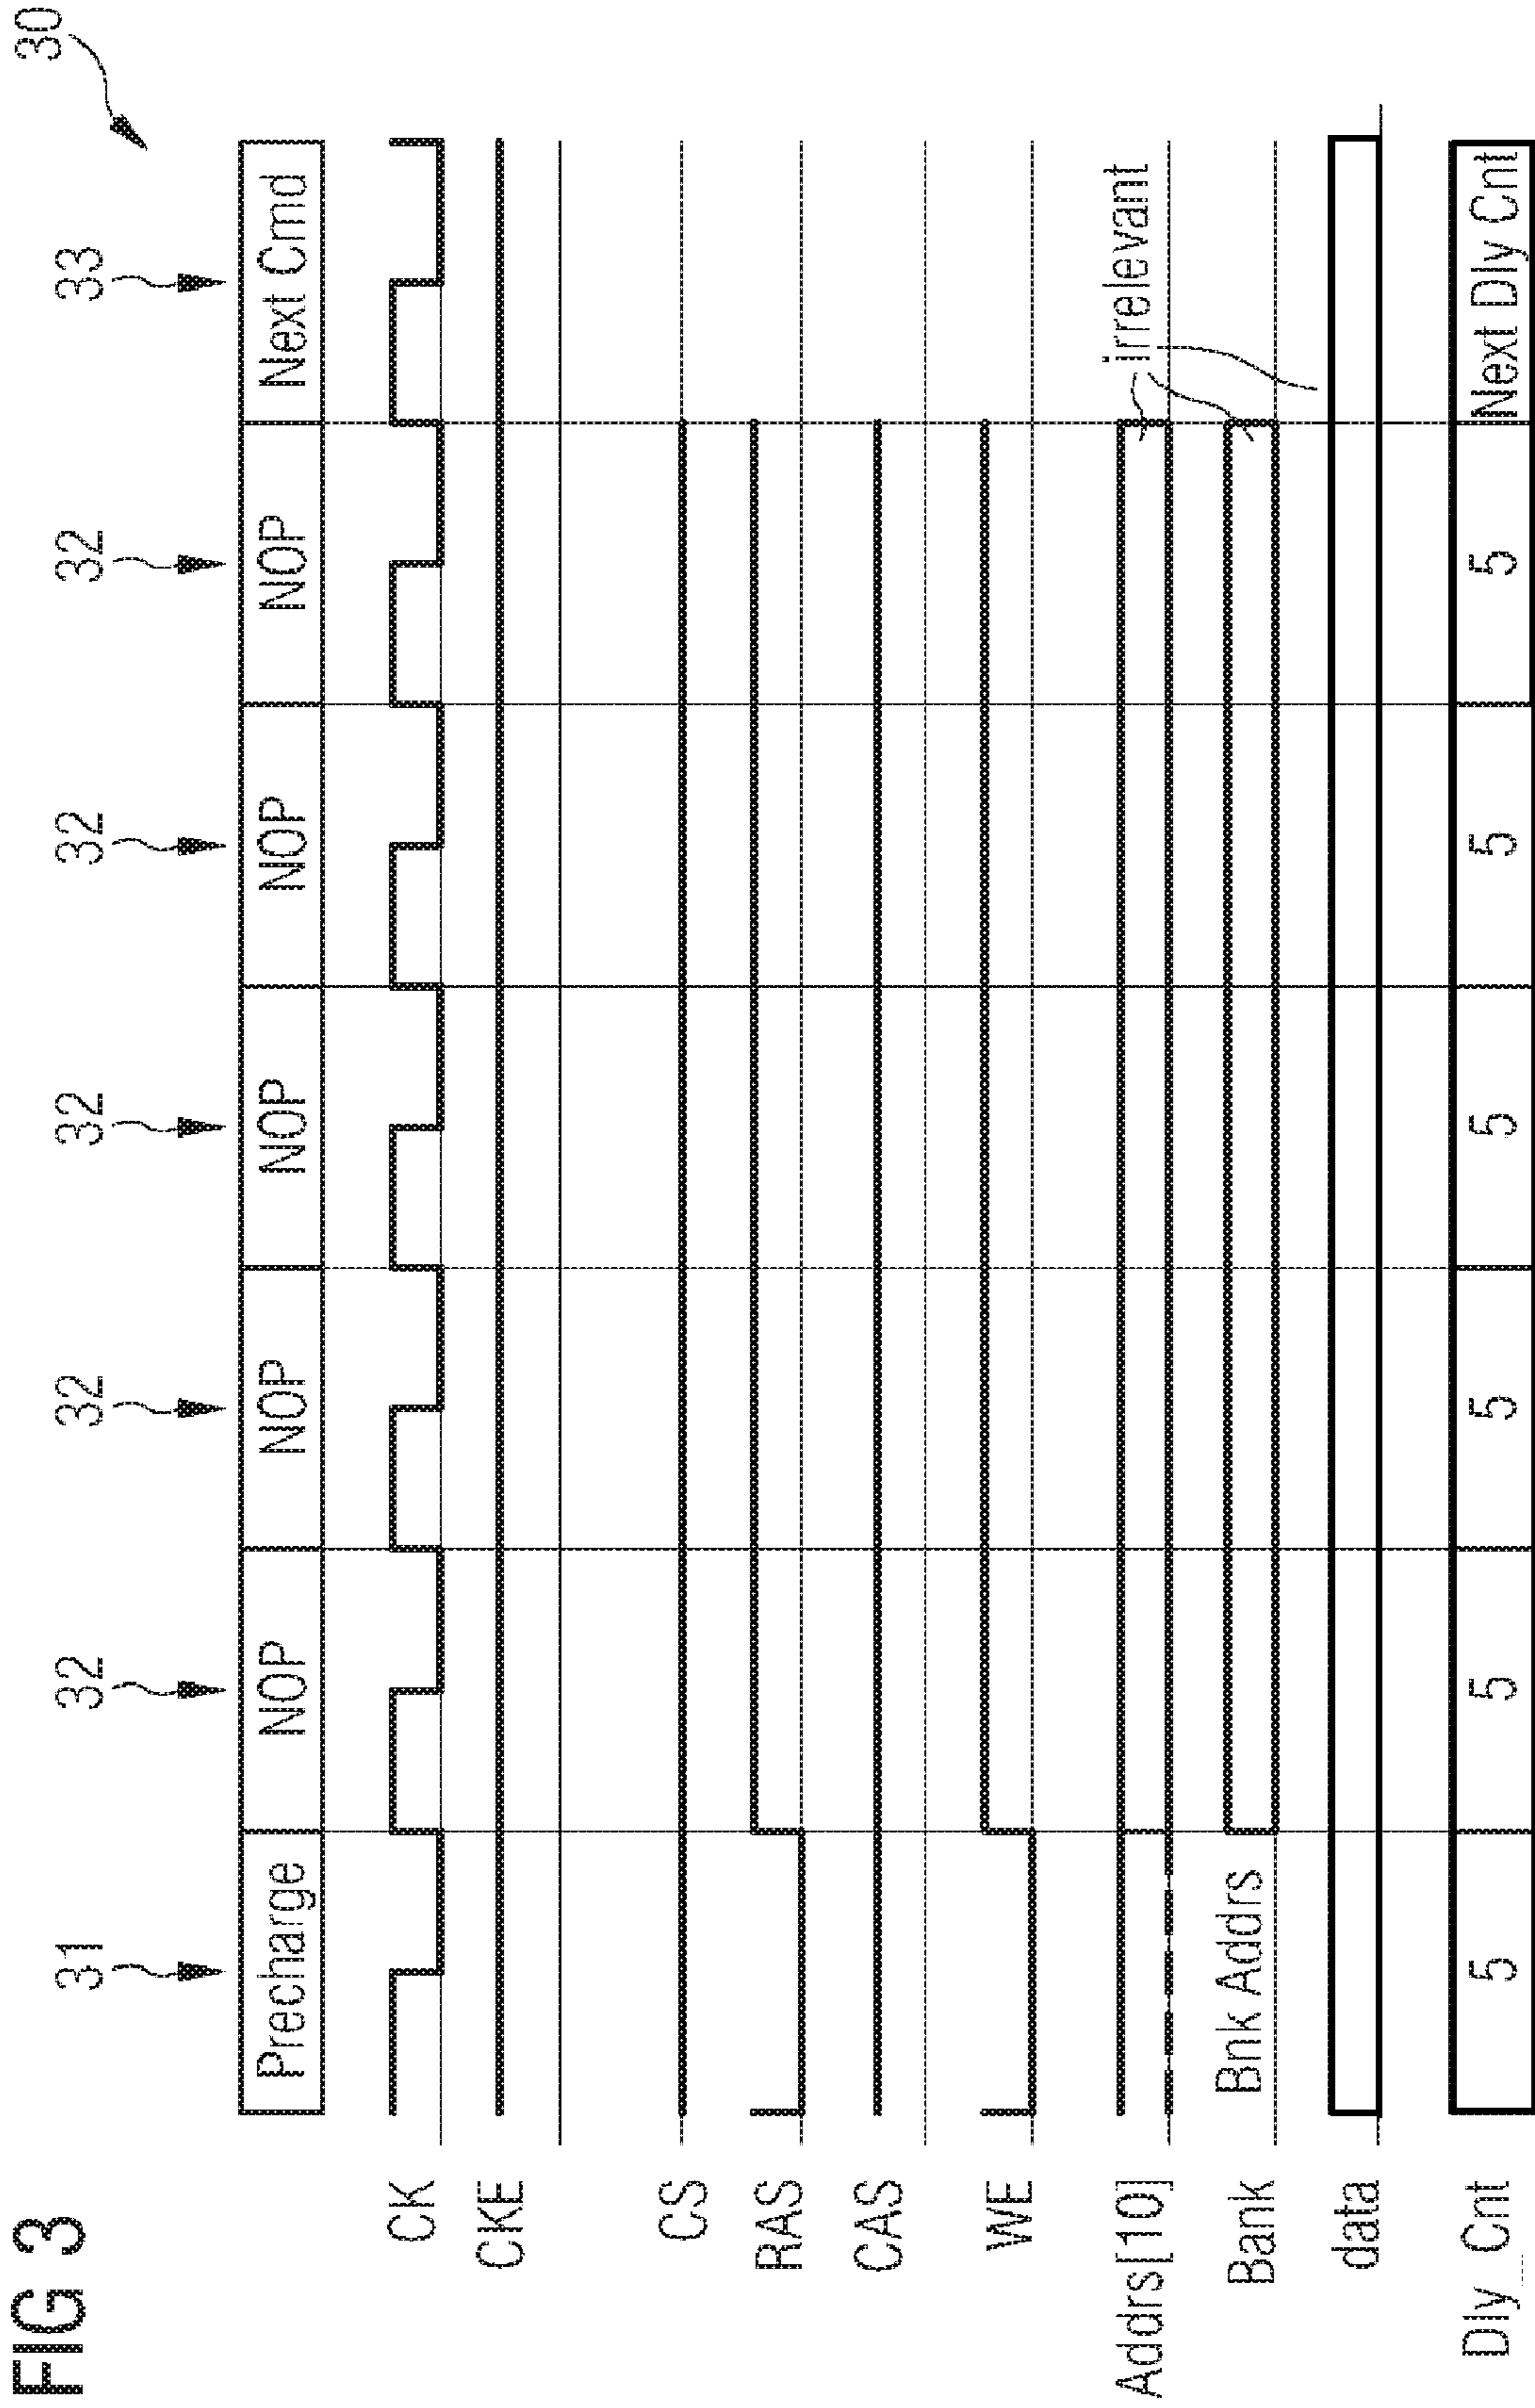 FIG 3
30
31
32
32
32
32
32
33
Precharge
NOP
NOP
NOP
NOP
NOP
Next Cmd
CK
CKE
CS
RAS
CAS
WE
Addrs[10]
irrelevant
Bank
Bnk Addrs
data
Dly_Cnt
5
5
5
5
5
5
Next Dly Cnt